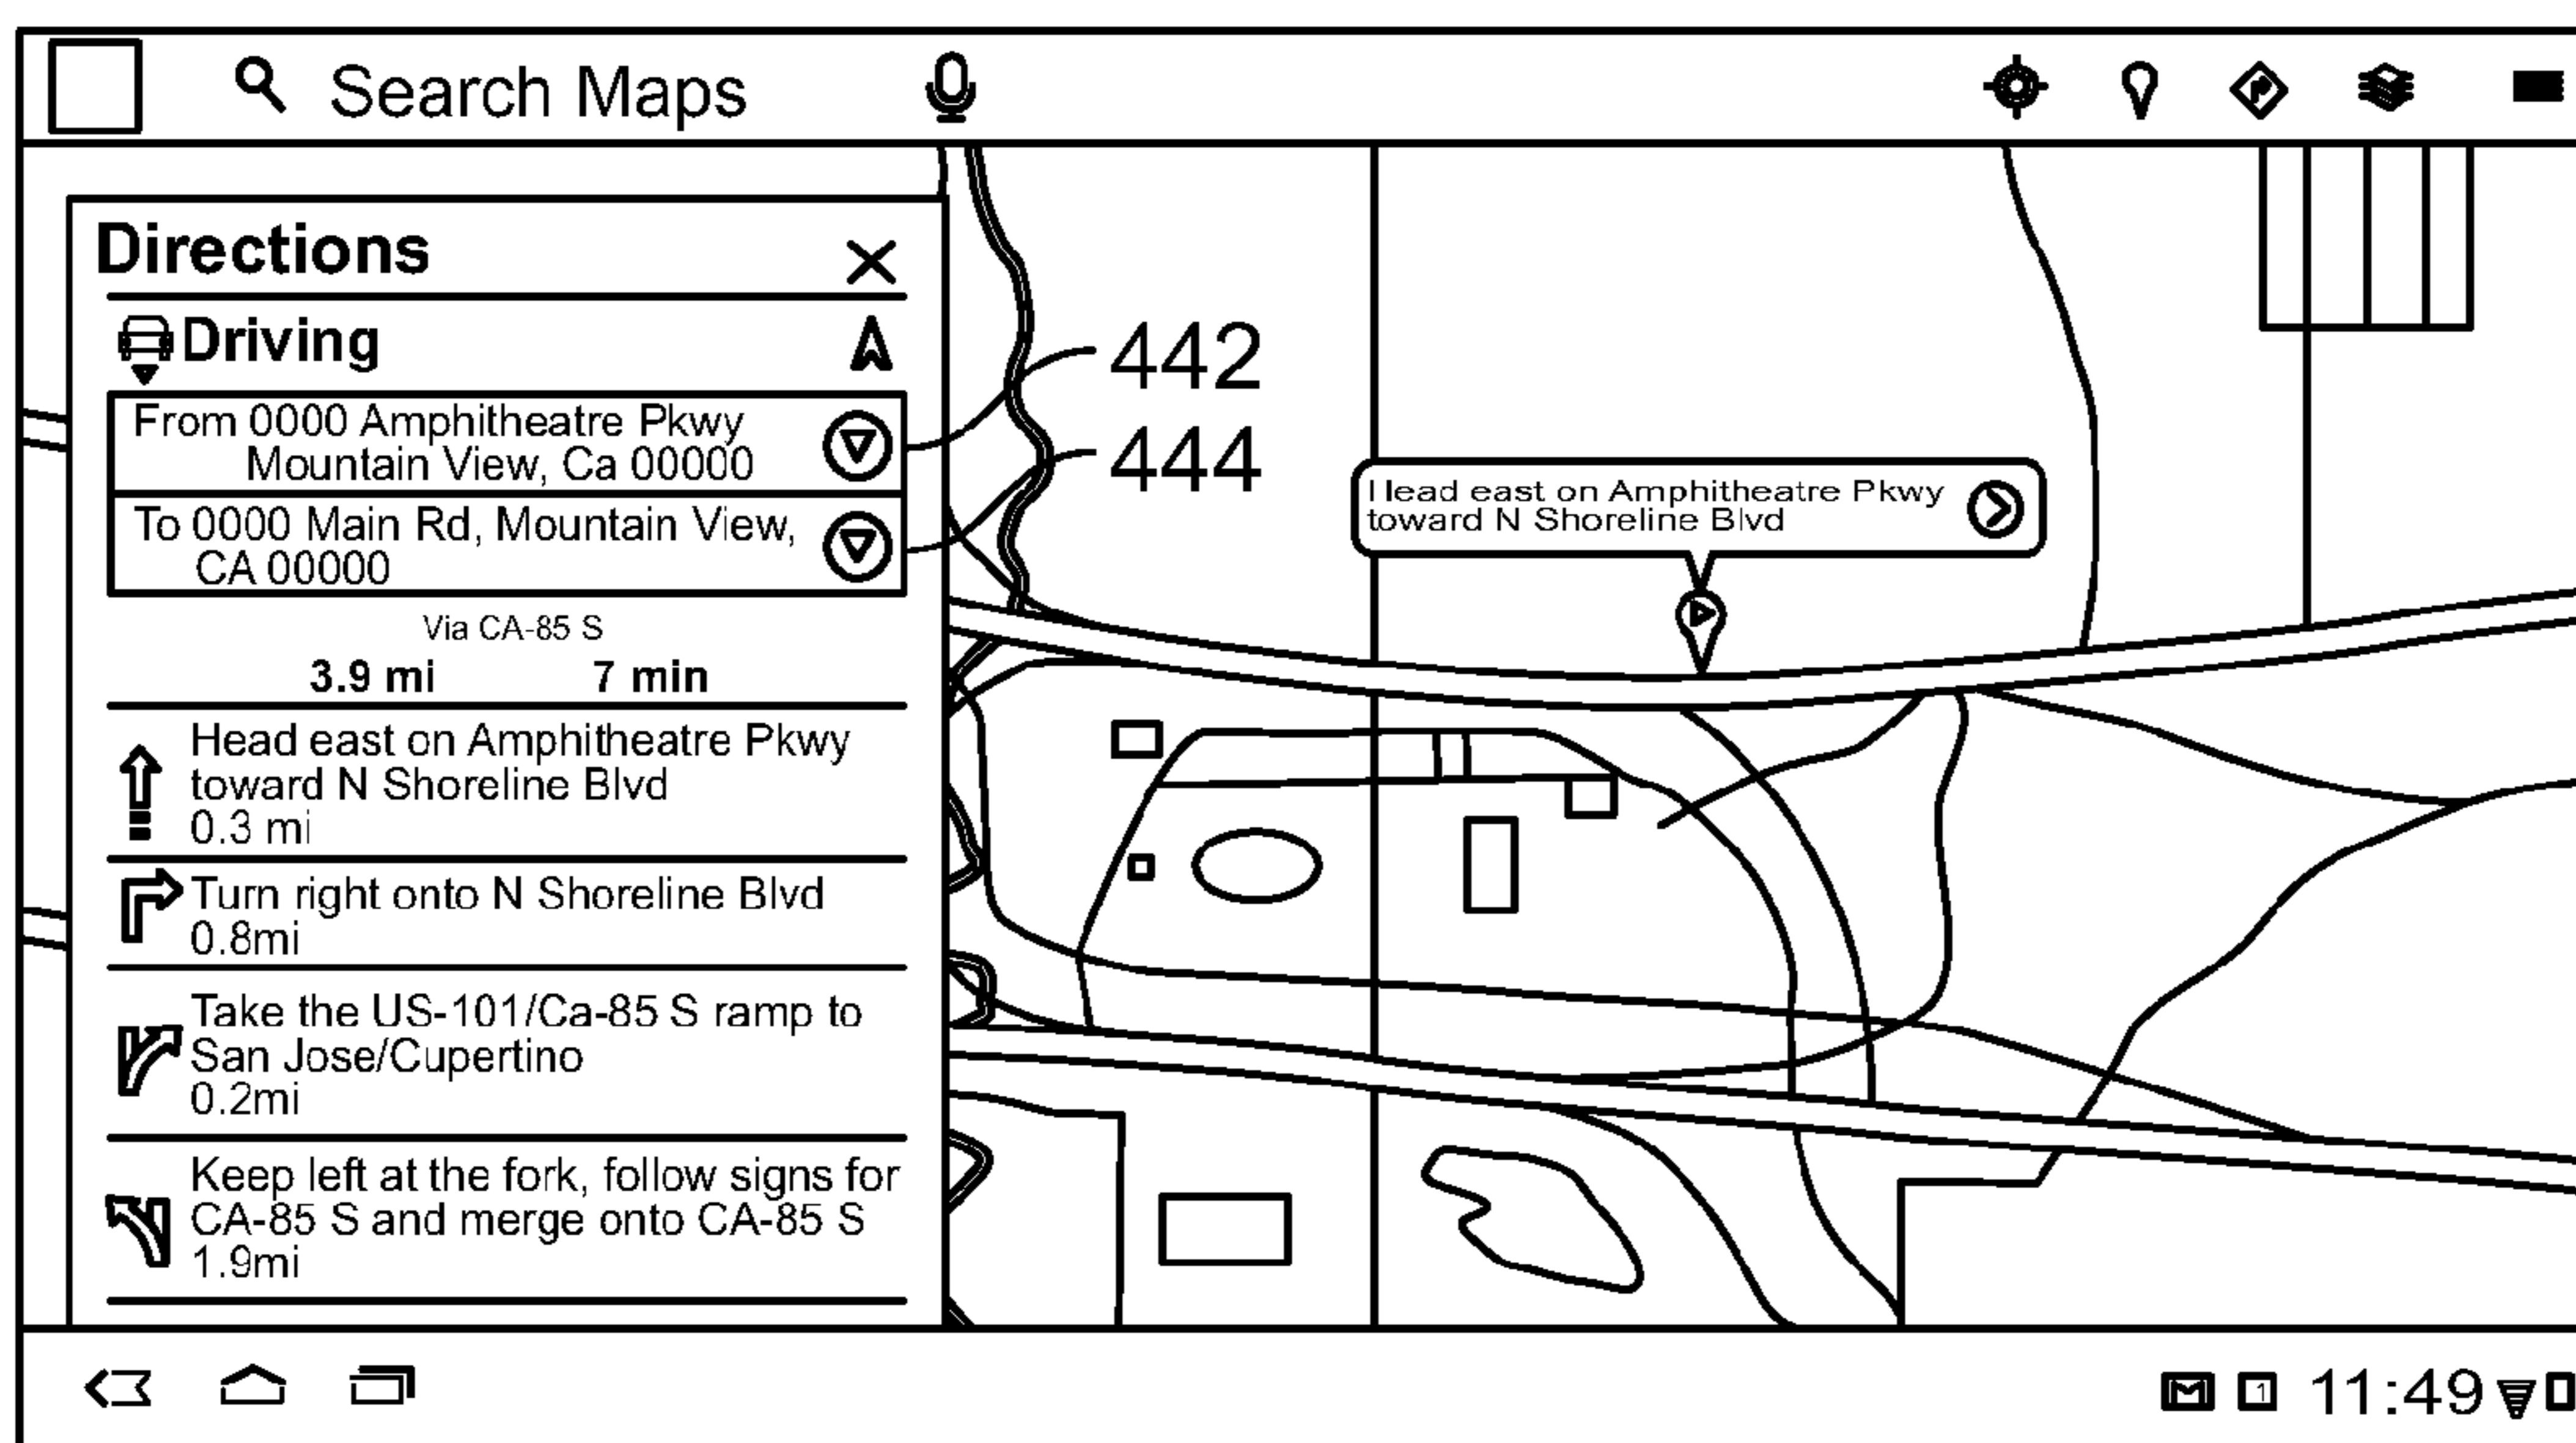 Search Maps
Directions
Driving
From 0000 Amphitheatre Pkwy
Mountain View, Ca 00000
To 0000 Main Rd, Mountain View,
CA 00000
Via CA-85 S
3.9 mi 7 min
Head east on Amphitheatre Pkwy
toward N Shoreline Blvd
0.3 mi
Turn right onto N Shoreline Blvd
0.8mi
Take the US-101/Ca-85 S ramp to
San Jose/Cupertino
0.2mi
Keep left at the fork, follow signs for
CA-85 S and merge onto CA-85 S
1.9mi
442
444
Head east on Amphitheatre Pkwy
toward N Shoreline Blvd
1 11:49